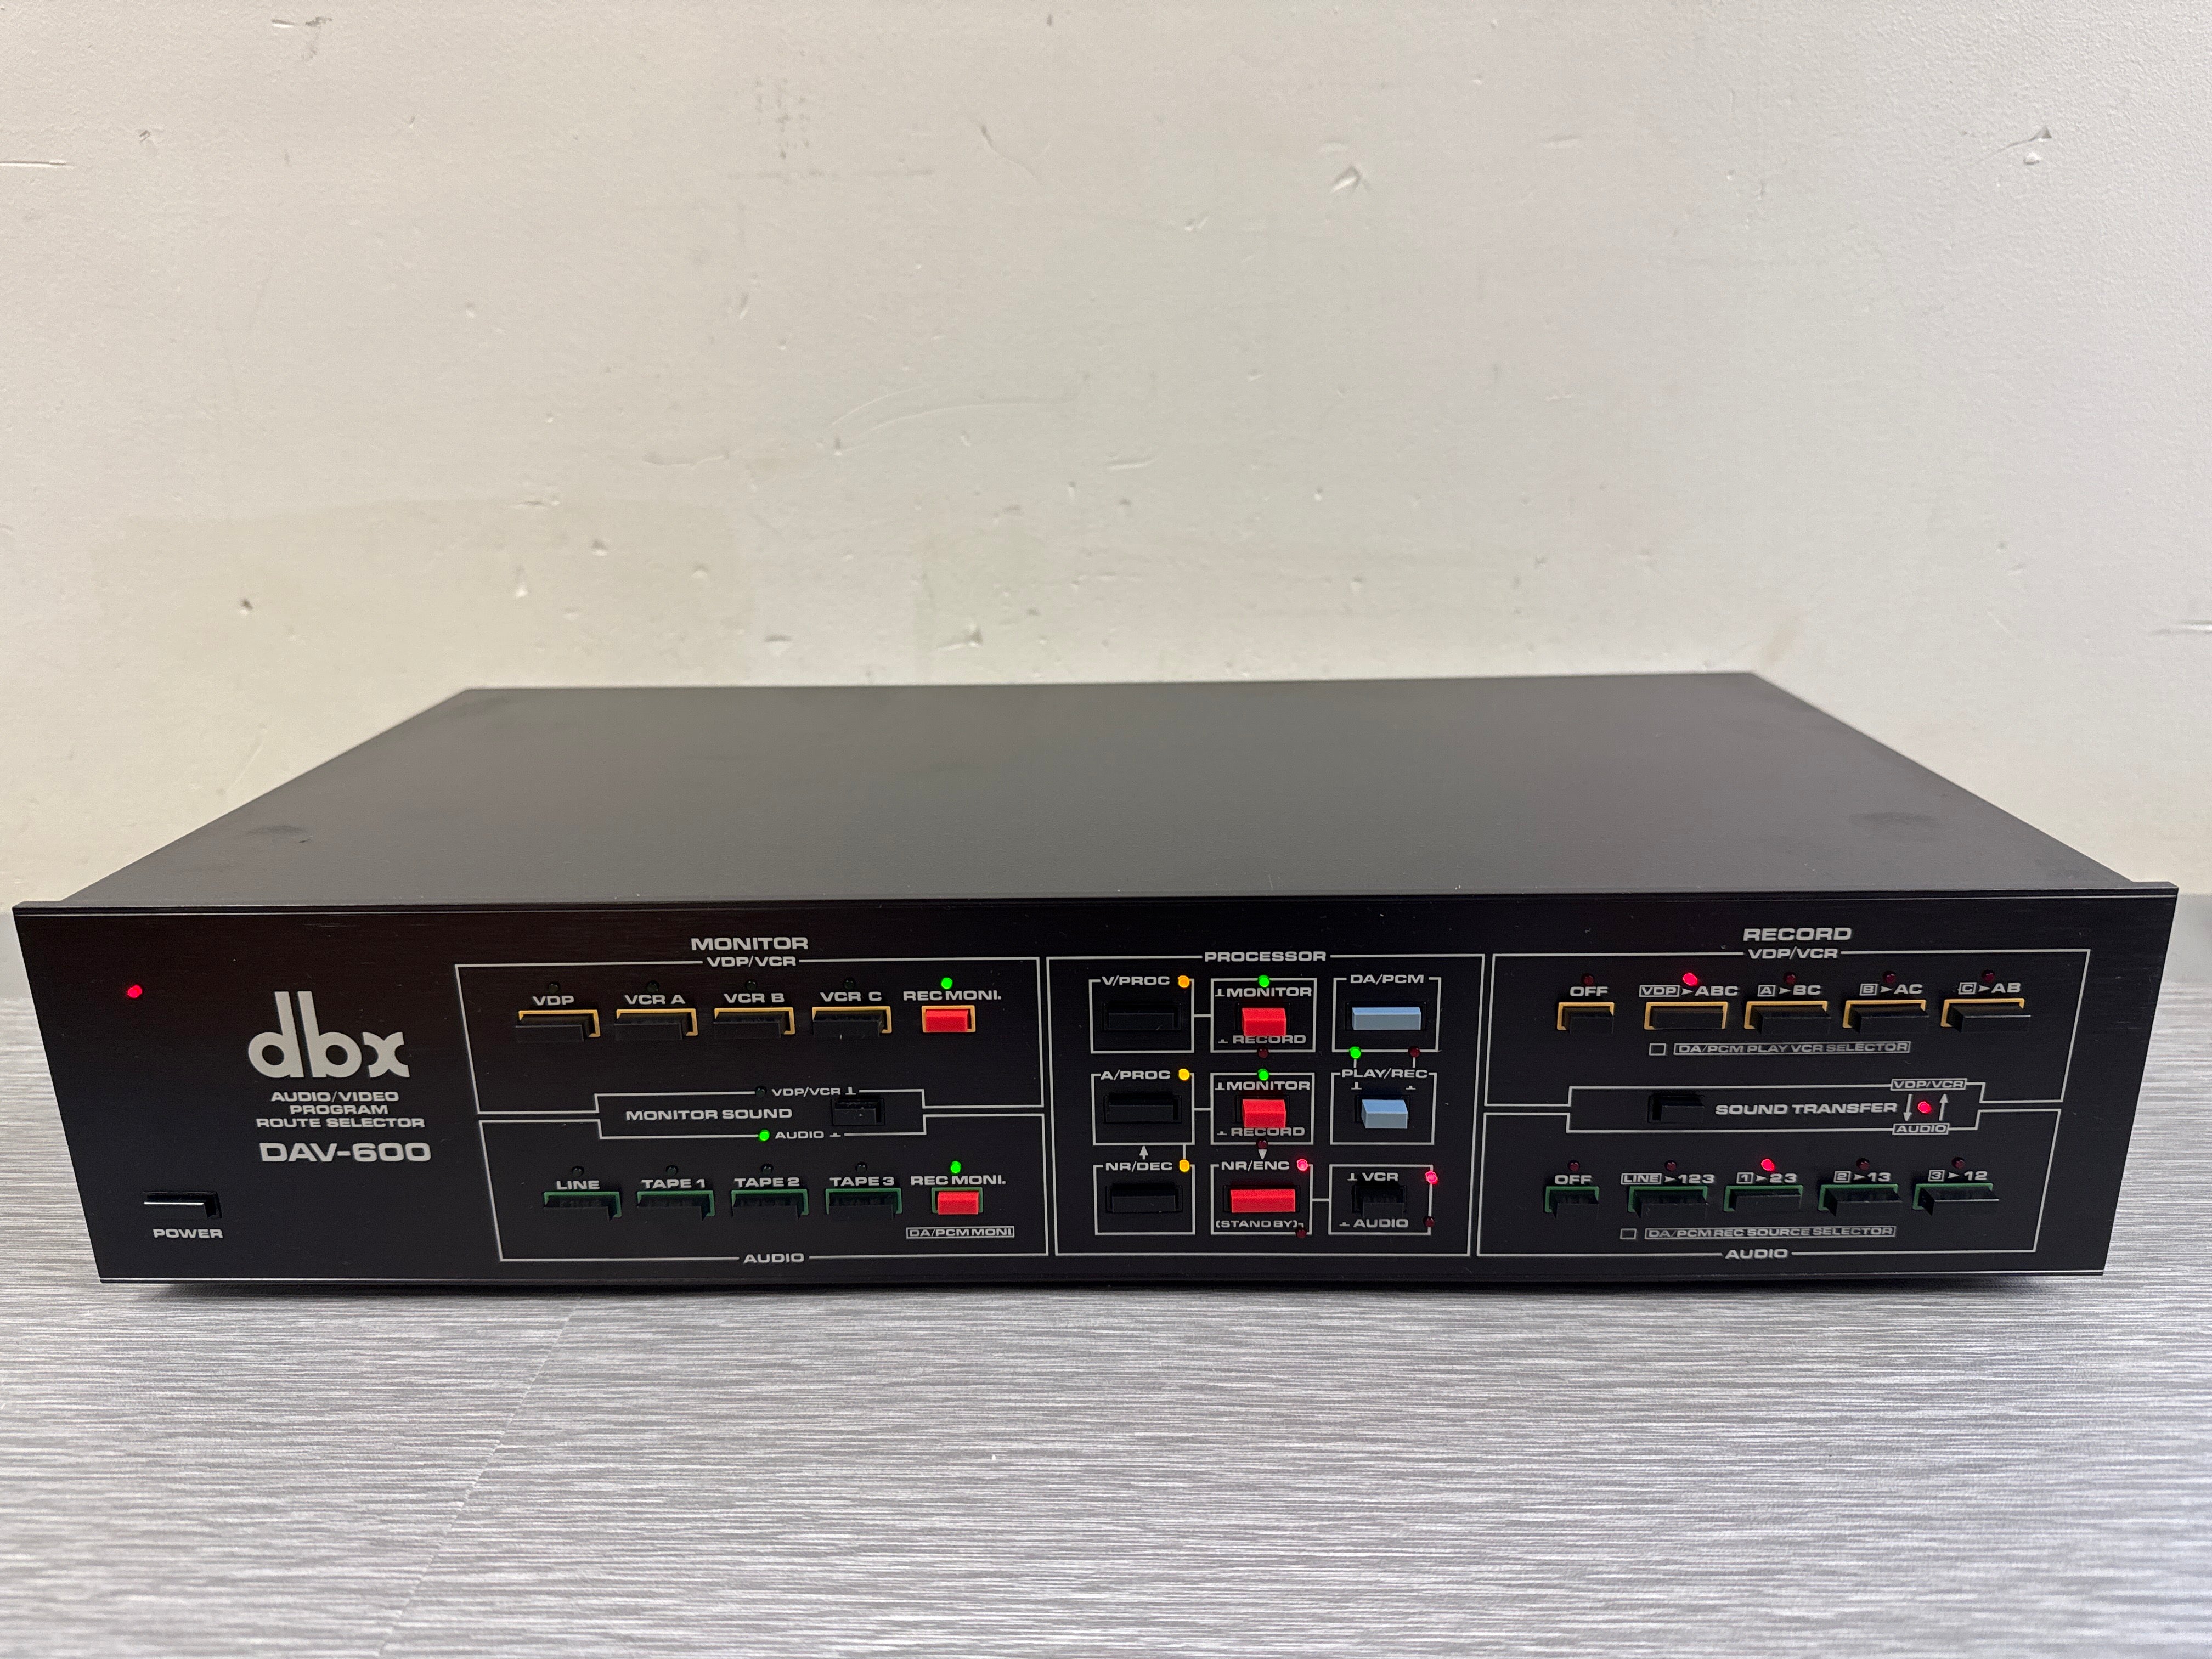 dbx
AUDIO/VIDEO
PROGRAM
ROUTE SELECTOR
DAV-600
POWER
MONITOR
VDP/VCR
VDP VCR A VCR B VCR C REC MONI.
VDP/VCR
MONITOR SOUND
AUDIO
LINE TAPE 1 TAPE 2 TAPE 3 REC MONI.
DA/PCM MONI
AUDIO
PROCESSOR
V/PROC MONITOR DA/PCM
RECORD
A/PROC MONITOR PLAY/REC
RECORD
NR/DEC NR/ENC VCR
(STAND BY) AUDIO
RECORD
VDP/VCR
OFF VDP►ABC A►BC B►AC C►AB
DA/PCM PLAY VCR SELECTOR
VDP/VCR
SOUND TRANSFER
AUDIO
OFF LINE►123 1►23 2►13 3►12
DA/PCM REC SOURCE SELECTOR
AUDIO